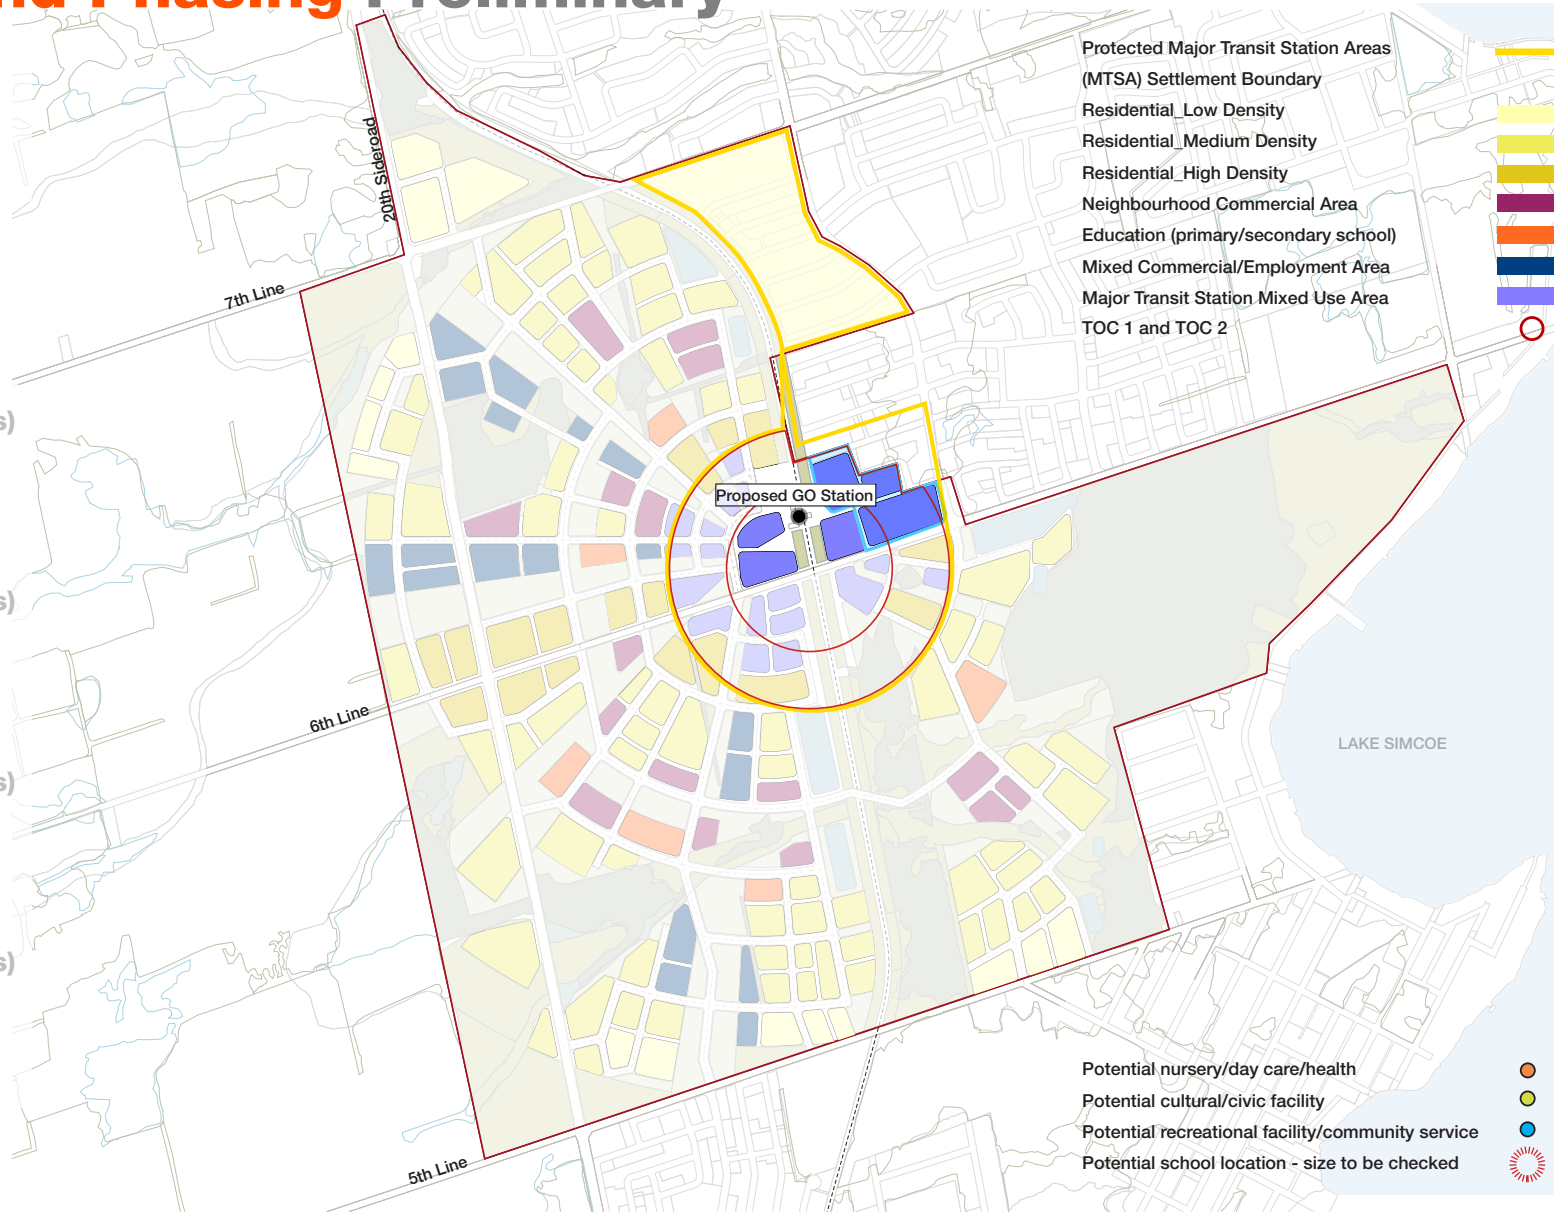 nd Phasing Preliminary
Protected Major Transit Station Areas
(MTSA) Settlement Boundary
Residential_Low Density
Residential_Medium Density
Residential_High Density
Neighbourhood Commercial Area
Education (primary/secondary school)
Mixed Commercial/Employment Area
Major Transit Station Mixed Use Area
TOC 1 and TOC 2
20th Sideroad
7th Line
s)
Proposed GO Station
s)
6th Line
LAKE SIMCOE
s)
s)
5th Line
Potential nursery/day care/health
Potential cultural/civic facility
Potential recreational facility/community service
Potential school location - size to be checked